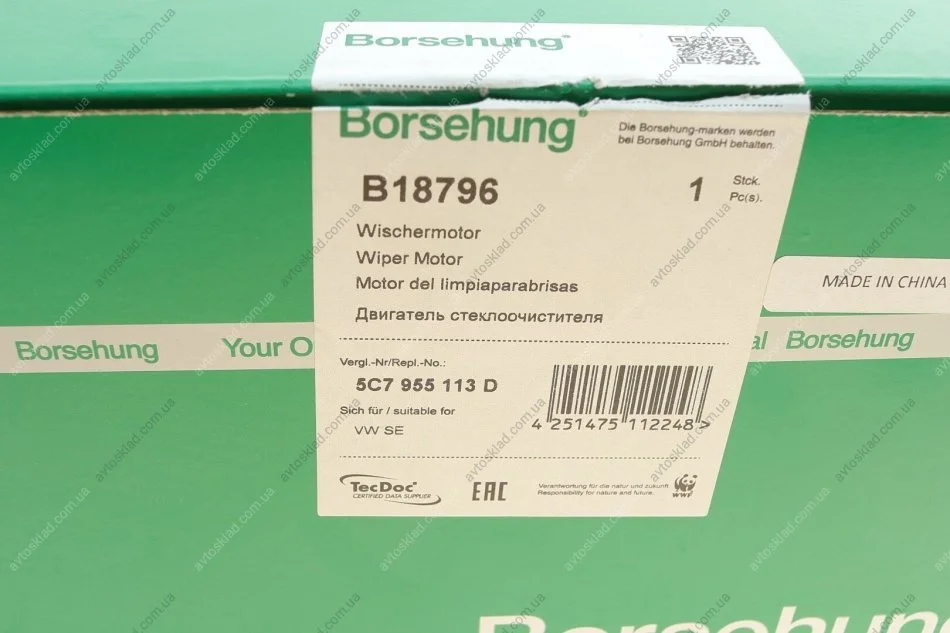 Borsehung®
Borsehung®
Die Borsehung-marken werden
bei Borsehung GmbH behalten.
B18796
1 Stck.
Pc(s).
Wischermotor
Wiper Motor
Motor del limpiaparabrisas
Двигатель стеклоочистителя
MADE IN CHINA
Borsehung Your O
al Borsehung
Vergl.-Nr/Repl.-No.:
5C7 955 113 D
Sich für / suitable for
VW SE
4 251475 112248 >
TecDoc®
CERTIFIED DATA SUPPLIER
EAC
Verantwortung für die natur und zukunft.
Responsibility for nature and future.
WWF
Borsehung
avtosklad.com.ua